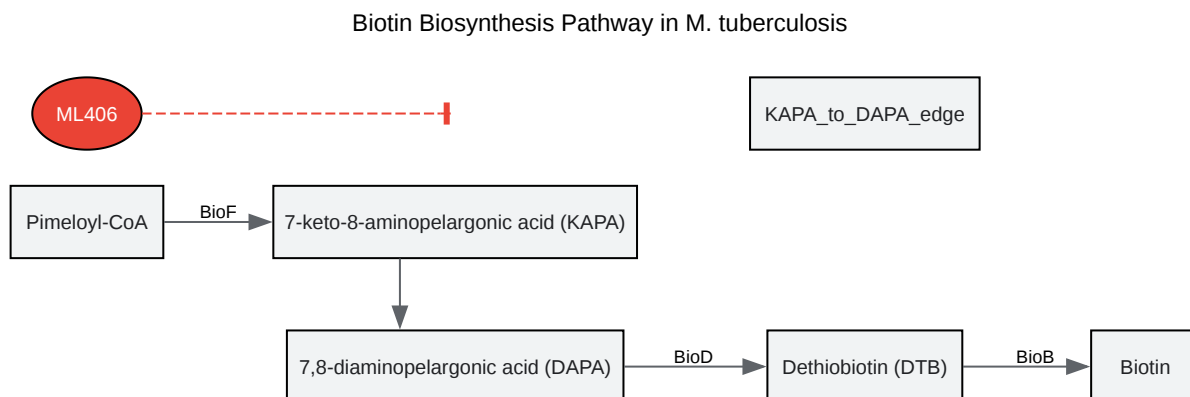 Biotin Biosynthesis Pathway in M. tuberculosis
ML406
KAPA_to_DAPA_edge
Pimeloyl-CoA
BioF
7-keto-8-aminopelargonic acid (KAPA)
7,8-diaminopelargonic acid (DAPA)
BioD
Dethiobiotin (DTB)
BioB
Biotin